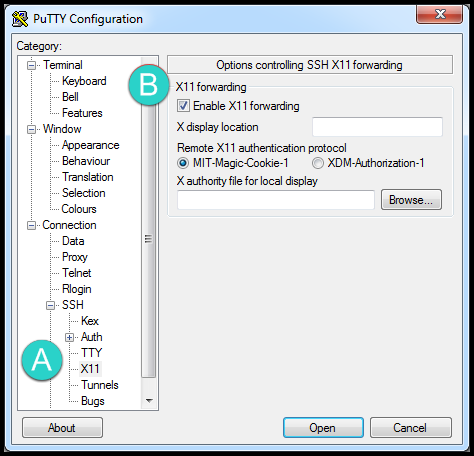 PuTTY Configuration
Category:
Terminal
Keyboard
Bell
Features
Window
Appearance
Behaviour
Translation
Selection
Colours
Connection
Data
Proxy
Telnet
Rlogin
SSH
Kex
Auth
TTY
A
X11
Tunnels
Bugs
B
Options controlling SSH X11 forwarding
X11 forwarding
Enable X11 forwarding
X display location
Remote X11 authentication protocol
MIT-Magic-Cookie-1 XDM-Authorization-1
X authority file for local display
Browse...
About Open Cancel